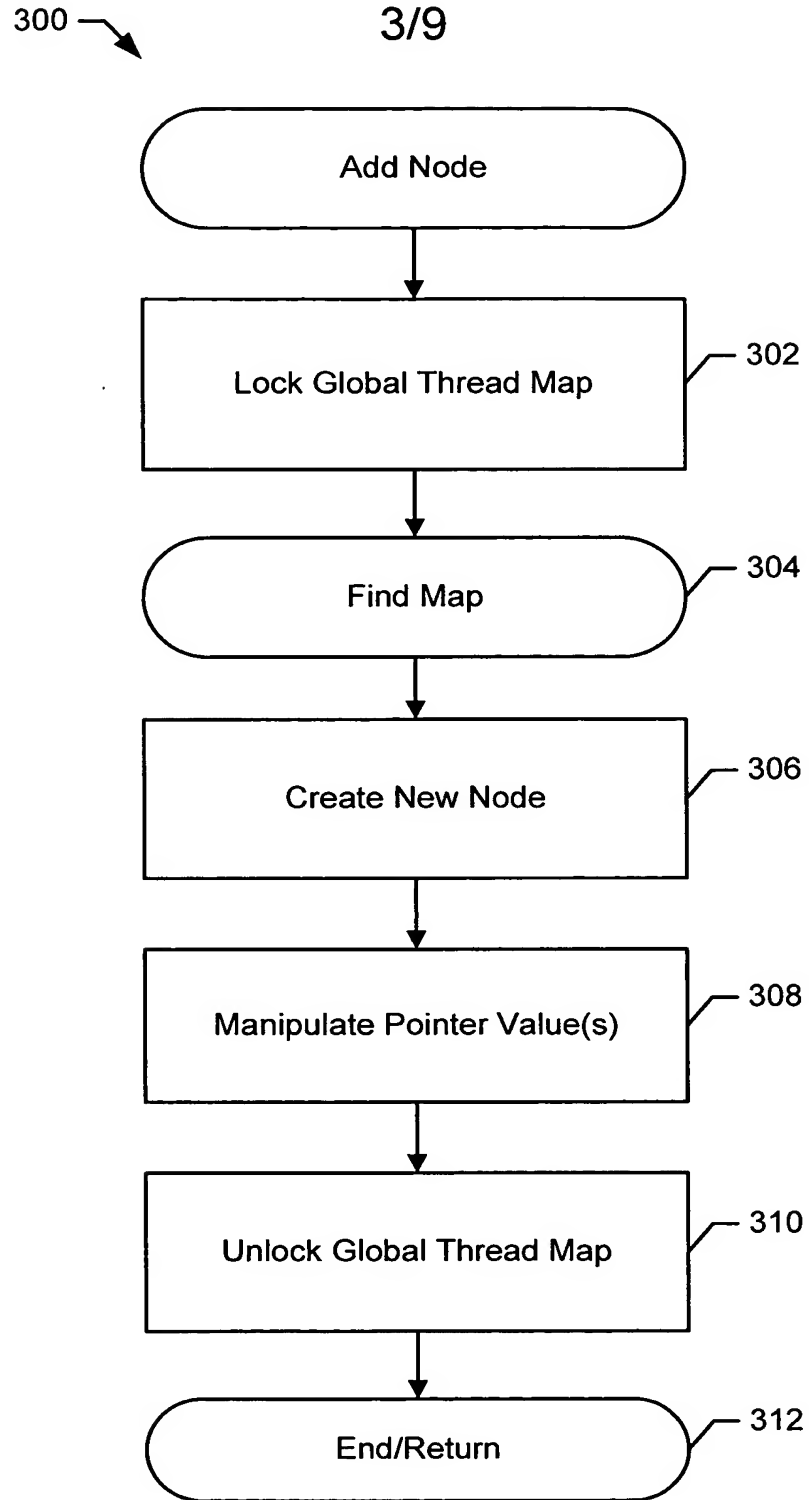 300
3/9
Add Node
Lock Global Thread Map
302
Find Map
304
Create New Node
306
Manipulate Pointer Value(s)
308
Unlock Global Thread Map
310
End/Return
312